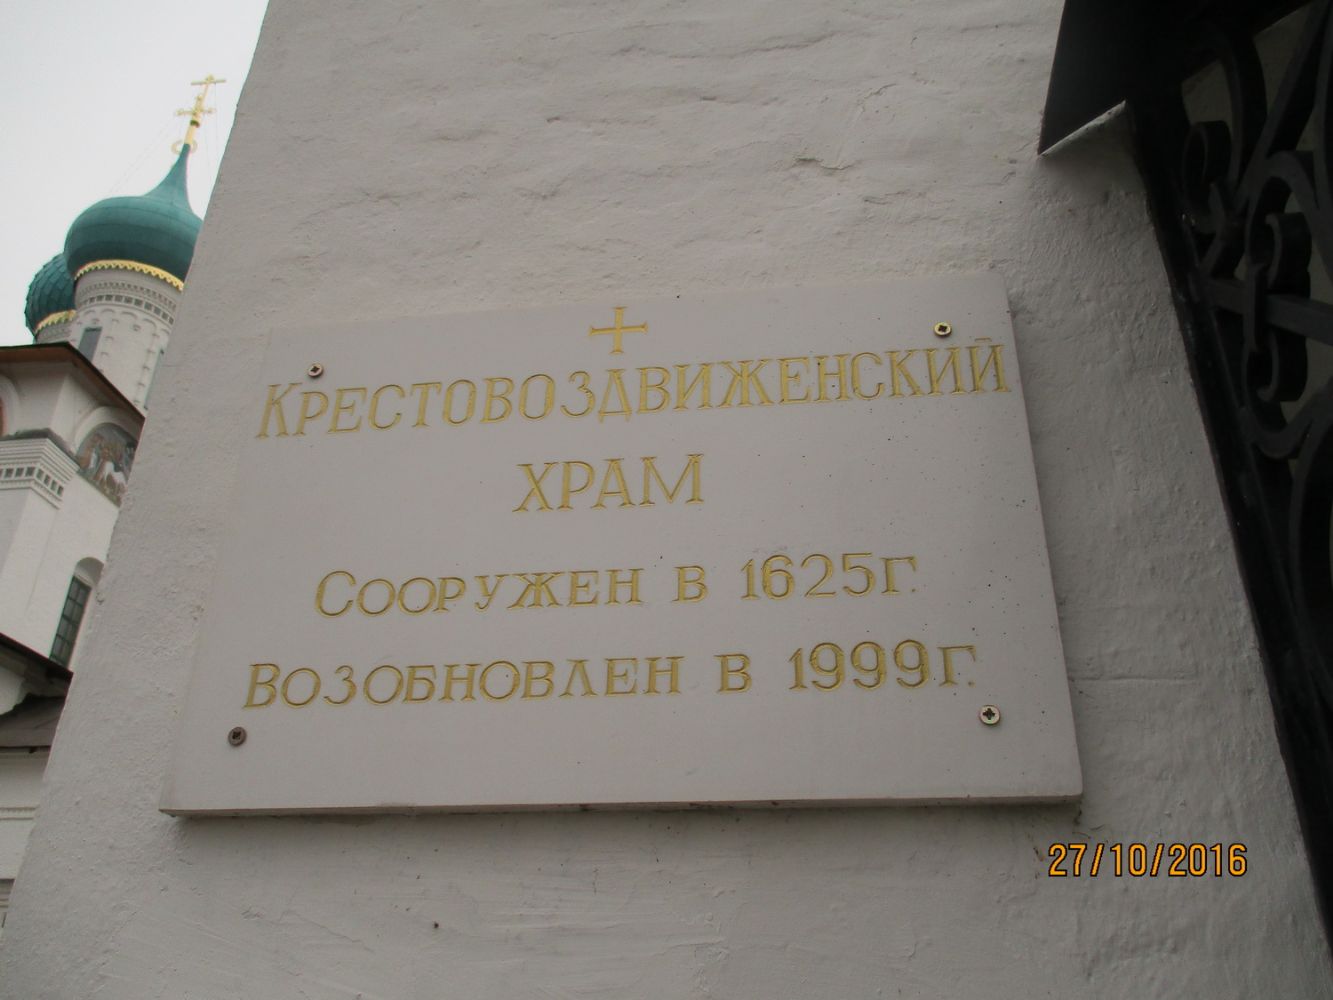 КРЕСТОВОЗДВИЖЕНСКИЙ
ХРАМ
СООРУЖЕН В 1625Г.
ВОЗОБНОВЛЕН В 1999Г.
27/10/2016